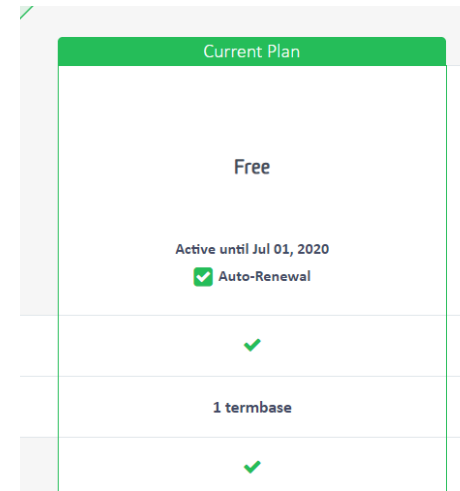 Current Plan
Free
Active until Jul 01, 2020
Auto-Renewal
1 termbase